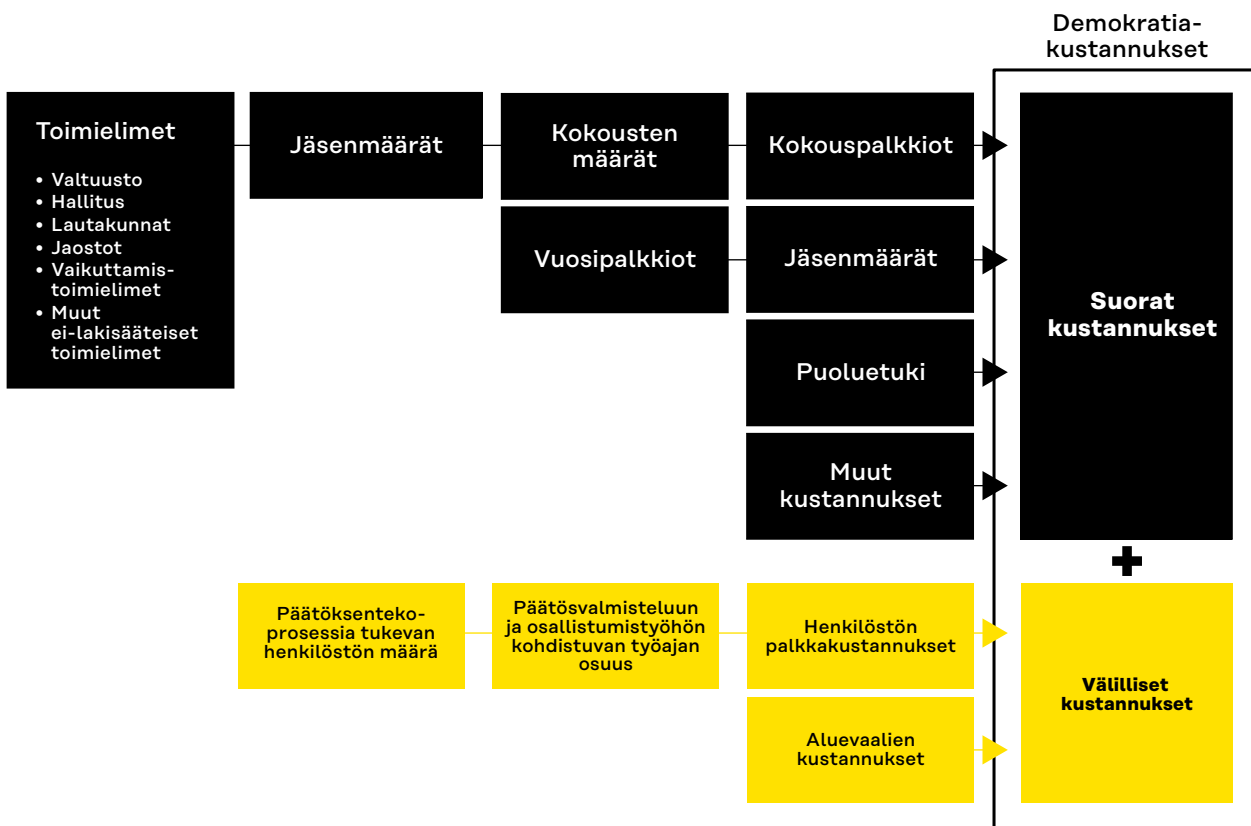 Demokratia-
kustannukset
Toimielimet
• Valtuusto
• Hallitus
• Lautakunnat
• Jaostot
• Vaikuttamis-
toimielimet
• Muut
ei-lakisääteiset
toimielimet
Jäsenmäärät
Kokousten
määrät
Kokouspalkkiot
Vuosipalkkiot
Jäsenmäärät
Puoluetuki
Muut
kustannukset
Suorat
kustannukset
+
Päätöksenteko-
prosessia tukevan
henkilöstön määrä
Päätösvalmisteluun
ja osallistumistyöhön
kohdistuvan työajan
osuus
Henkilöstön
palkkakustannukset
Aluevaalien
kustannukset
Välilliset
kustannukset